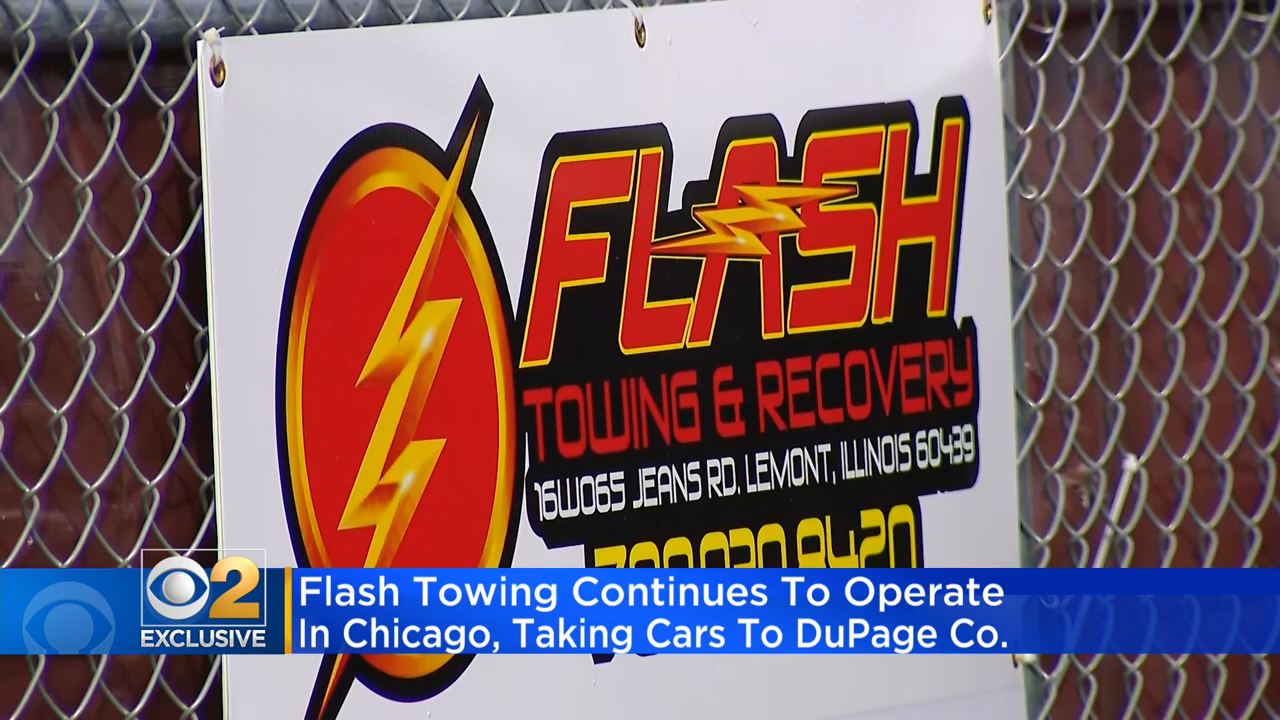 FLASH
TOWING & RECOVERY
16W065 JEANS RD. LEMONT, ILLINOIS 60439
2
EXCLUSIVE
Flash Towing Continues To Operate
In Chicago, Taking Cars To DuPage Co.